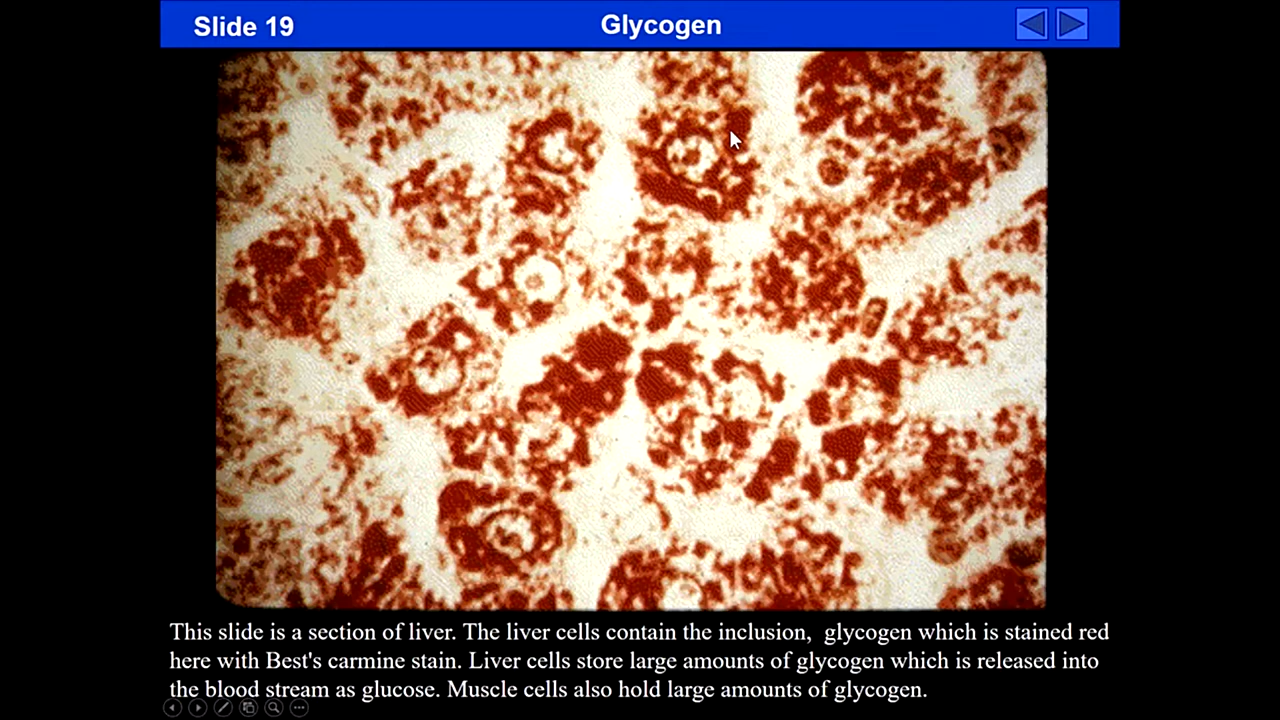 Slide 19
Glycogen
This slide is a section of liver. The liver cells contain the inclusion,  glycogen which is stained red
here with Best's carmine stain. Liver cells store large amounts of glycogen which is released into
the blood stream as glucose. Muscle cells also hold large amounts of glycogen.